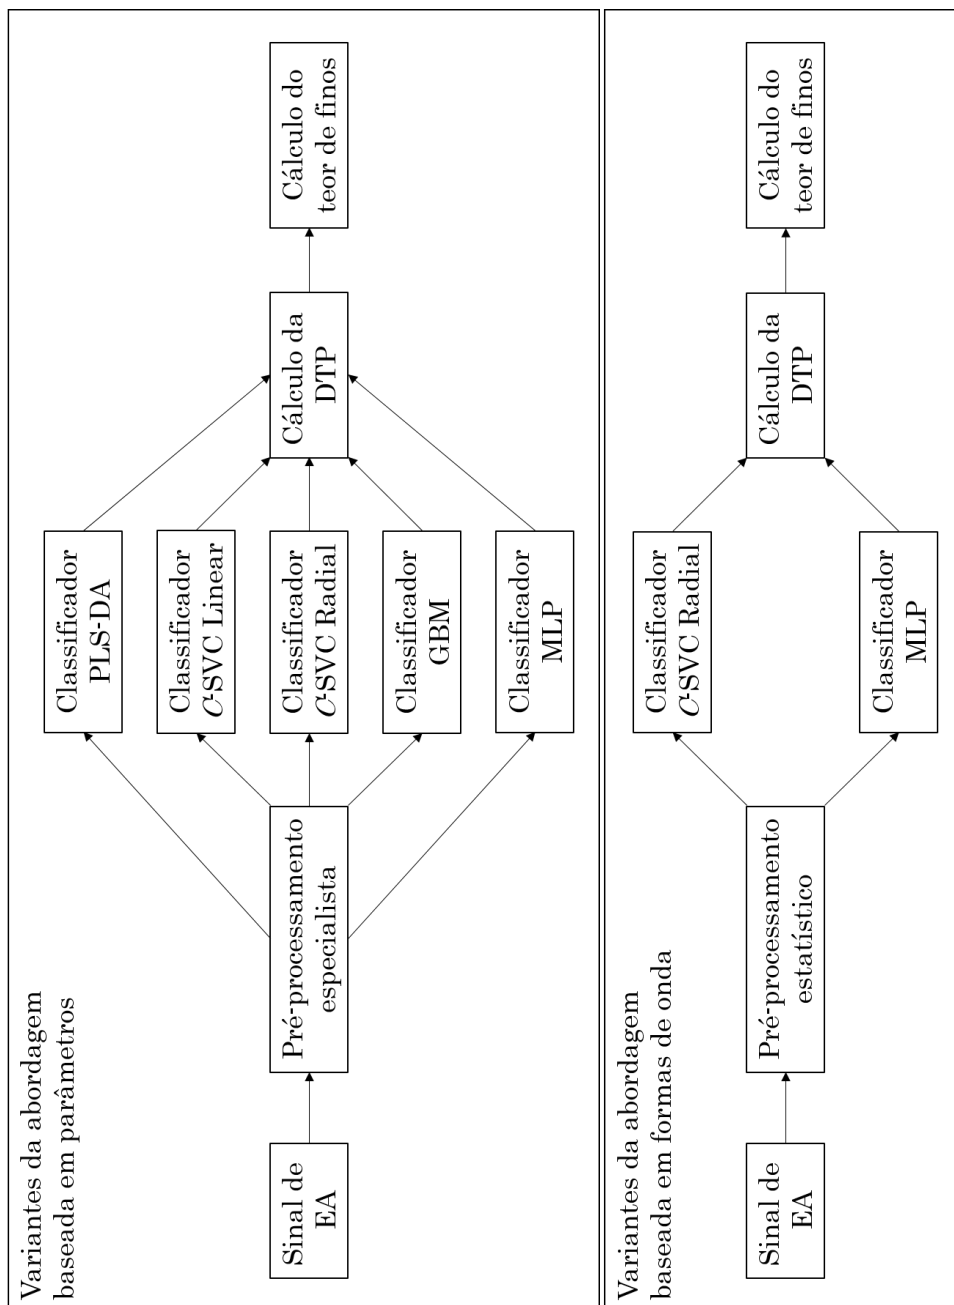 Variantes da abordagem
baseada em parâmetros
Sinal de
EA
Pré-processamento
especialista
Classificador
PLS-DA
Classificador
C-SVC Linear
Classificador
C-SVC Radial
Classificador
GBM
Classificador
MLP
Cálculo da
DTP
Cálculo do
teor de finos
Variantes da abordagem
baseada em formas de onda
Sinal de
EA
Pré-processamento
estatístico
Classificador
C-SVC Radial
Classificador
MLP
Cálculo da
DTP
Cálculo do
teor de finos